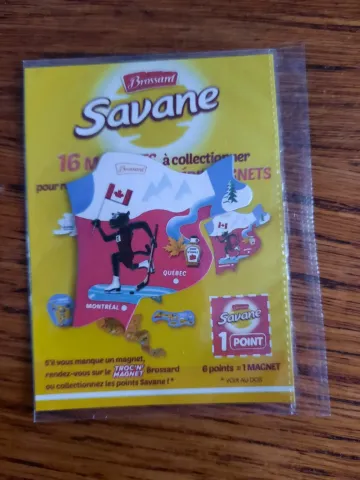 Brossard
Savane
16 à collectionner
pour MAGNETS
Brossard
QUÉBEC
MONTRÉAL
Savane
1 POINT
S'il vous manque un magnet,
rendez-vous sur le TROC'N' MAGNET Brossard
ou collectionnez les points Savane ! *
6 points = 1 MAGNET
* VOIR AU DOS